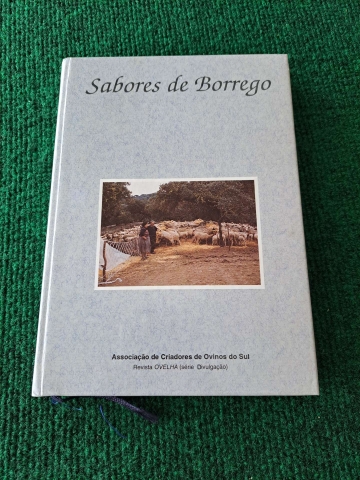 Sabores de Borrego
Associação de Criadores de Ovinos do Sul
Revista OVELHA (série Divulgação)